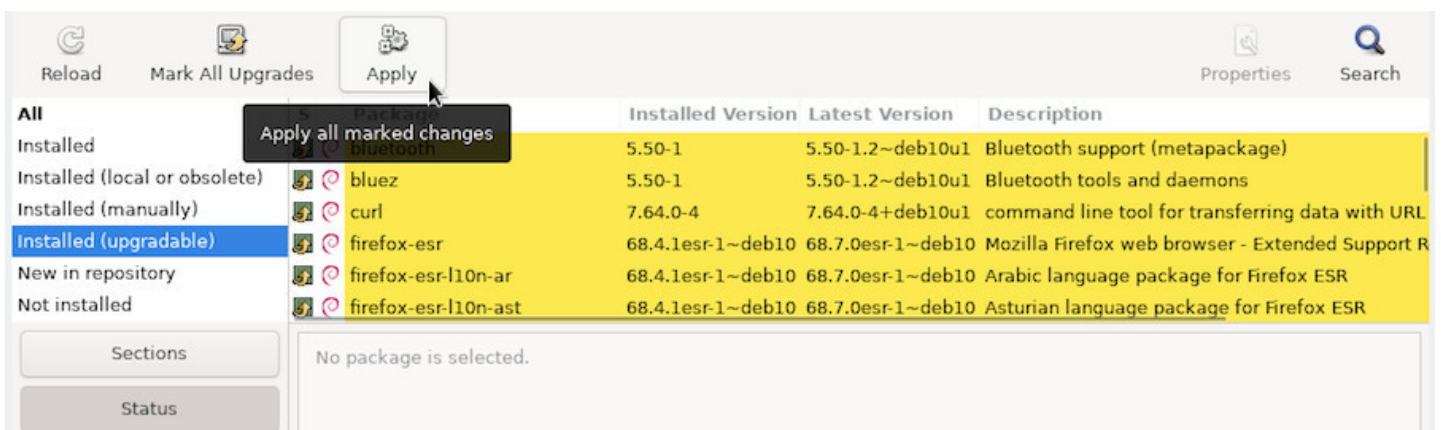 Reload Mark All Upgrades Apply Properties Search
All
Installed
Installed (local or obsolete)
Installed (manually)
Installed (upgradable)
New in repository
Not installed
Sections
Status
Apply all marked changes
S Package Installed Version Latest Version Description
bluetooth 5.50-1 5.50-1.2~deb10u1 Bluetooth support (metapackage)
bluez 5.50-1 5.50-1.2~deb10u1 Bluetooth tools and daemons
curl 7.64.0-4 7.64.0-4+deb10u1 command line tool for transferring data with URL
firefox-esr 68.4.1esr-1~deb10 68.7.0esr-1~deb10 Mozilla Firefox web browser - Extended Support R
firefox-esr-l10n-ar 68.4.1esr-1~deb10 68.7.0esr-1~deb10 Arabic language package for Firefox ESR
firefox-esr-l10n-ast 68.4.1esr-1~deb10 68.7.0esr-1~deb10 Asturian language package for Firefox ESR
No package is selected.